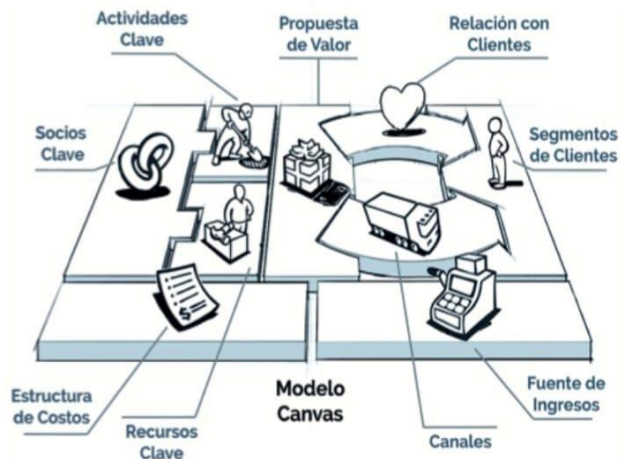 Actividades
Clave
Propuesta
de Valor
Relación con
Clientes
Socios
Clave
Segmentos
de Clientes
Estructura
de Costos
Recursos
Clave
Modelo
Canvas
Canales
Fuente de
Ingresos
$